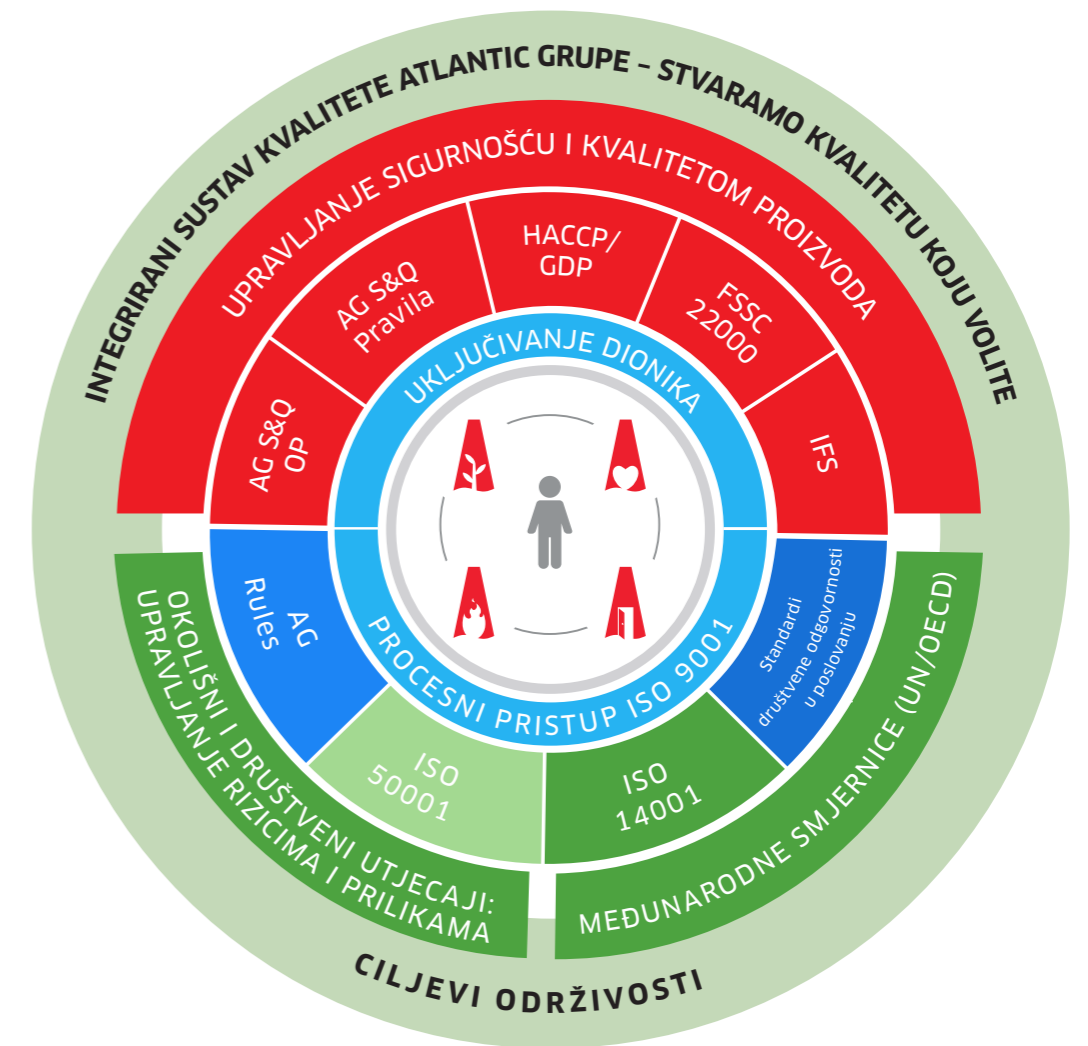 INTEGRIRANI SUSTAV KVALITETE ATLANTIC GRUPE – STVARAMO KVALITETU KOJU VOLITE
UPRAVLJANJE SIGURNOŠĆU I KVALITETOM PROIZVODA
AG S&Q
OP
AG S&Q
Pravila
HACCP/
GDP
FSSC
22000
IFS
UKLJUČIVANJE DIONIKA
PROCESNI PRISTUP ISO 9001
AG
Rules
ISO
50001
ISO
14001
Standardi
društvene odgovornosti
u poslovanju
OKOLIŠNI I DRUŠTVENI UTJECAJI:
UPRAVLJANJE RIZICIMA I PRILIKAMA
MEĐUNARODNE SMJERNICE (UN/OECD)
CILJEVI ODRŽIVOSTI